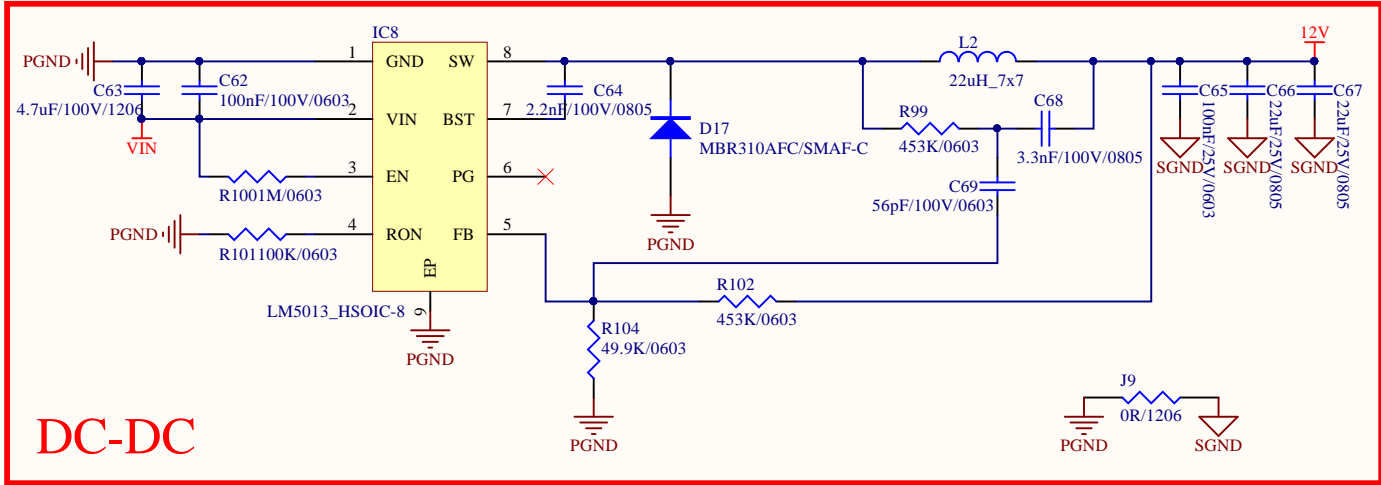 IC8
PGND
1
GND
SW
8
C63
4.7uF/100V/1206
C62
100nF/100V/0603
2
VIN
BST
7
C64
2.2nF/100V/0805
VIN
3
EN
PG
6
R1001M/0603
PGND
4
RON
FB
5
R101100K/0603
EP
9
LM5013_HSOIC-8
PGND
D17
MBR310AFC/SMAF-C
PGND
L2
22uH_7x7
R99
453K/0603
C68
3.3nF/100V/0805
C69
56pF/100V/0603
R102
453K/0603
R104
49.9K/0603
PGND
12V
C65
100nF/25V/0603
SGND
C66
22uF/25V/0805
SGND
C67
22uF/25V/0805
SGND
J9
0R/1206
PGND
SGND
DC-DC